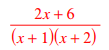 2x + 6
(x + 1)(x + 2)